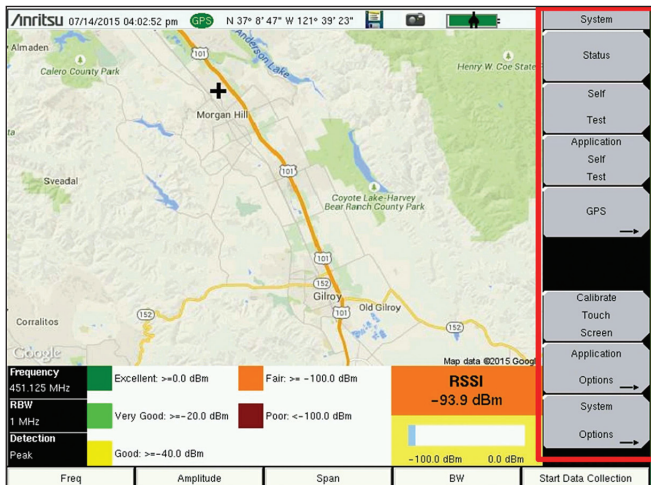 Anritsu 07/14/2015 04:02:52 pm GPS N 37° 8' 47" W 121° 39' 23"
Almaden
Calero County Park
101
Anderson Lake
Henry W. Coe State
Morgan Hill
ta
Sveadal
101
Coyote Lake-Harvey
Bear Ranch County Park
101
152
Gilroy
Old Gilroy
152
101
152
Corralitos
Google
Map data ©2015 Googl
Frequency
451.125 MHz
RBW
1 MHz
Detection
Peak
Excellent: >=0.0 dBm
Very Good: >=-20.0 dBm
Good: >=-40.0 dBm
Fair: >= -100.0 dBm
Poor: <-100.0 dBm
RSSI
-93.9 dBm
-100.0 dBm 0.0 dBm
System
Status
Self
Test
Application
Self
Test
GPS
Calibrate
Touch
Screen
Application
Options
System
Options
Freq Amplitude Span BW Start Data Collection